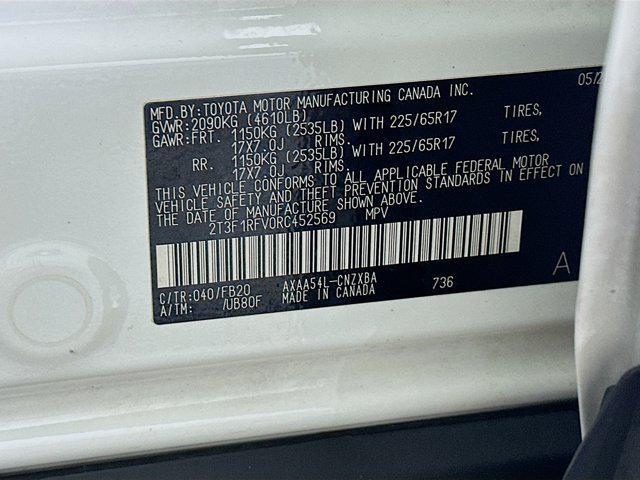 MFD.BY:TOYOTA MOTOR MANUFACTURING CANADA INC. 05/2
GVWR:2090KG (4610LB)
GAWR:FRT. 1150KG (2535LB) WITH 225/65R17 TIRES,
17X7.0J RIMS.
RR. 1150KG (2535LB) WITH 225/65R17 TIRES,
17X7.0J RIMS.
THIS VEHICLE CONFORMS TO ALL APPLICABLE FEDERAL MOTOR
VEHICLE SAFETY AND THEFT PREVENTION STANDARDS IN EFFECT ON
THE DATE OF MANUFACTURE SHOWN ABOVE.
2T3F1RFV0RC452569 MPV
C/TR:040/FB20 AXAA54L-CNZXBA 736 A
A/TM: /UB80F MADE IN CANADA